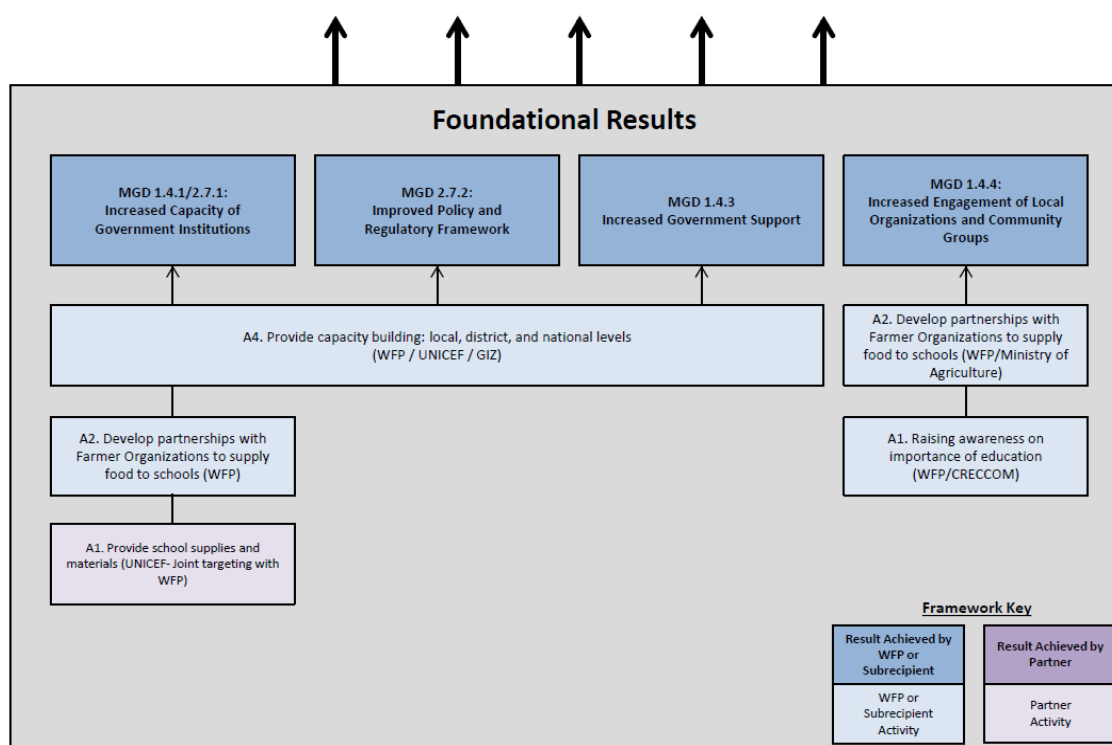 Foundational Results
MGD 1.4.1/2.7.1:
Increased Capacity of
Government Institutions
MGD 2.7.2:
Improved Policy and
Regulatory Framework
MGD 1.4.3
Increased Government Support
MGD 1.4.4:
Increased Engagement of Local
Organizations and Community
Groups
A4. Provide capacity building: local, district, and national levels
(WFP / UNICEF / GIZ)
A2. Develop partnerships with
Farmer Organizations to supply
food to schools (WFP/Ministry of
Agriculture)
A2. Develop partnerships with
Farmer Organizations to supply
food to schools (WFP)
A1. Raising awareness on
importance of education
(WFP/CRECCOM)
A1. Provide school supplies and
materials (UNICEF- Joint targeting with
WFP)
Framework Key
Result Achieved by
WFP or
Subrecipient
Result Achieved by
Partner
WFP or
Subrecipient
Activity
Partner
Activity